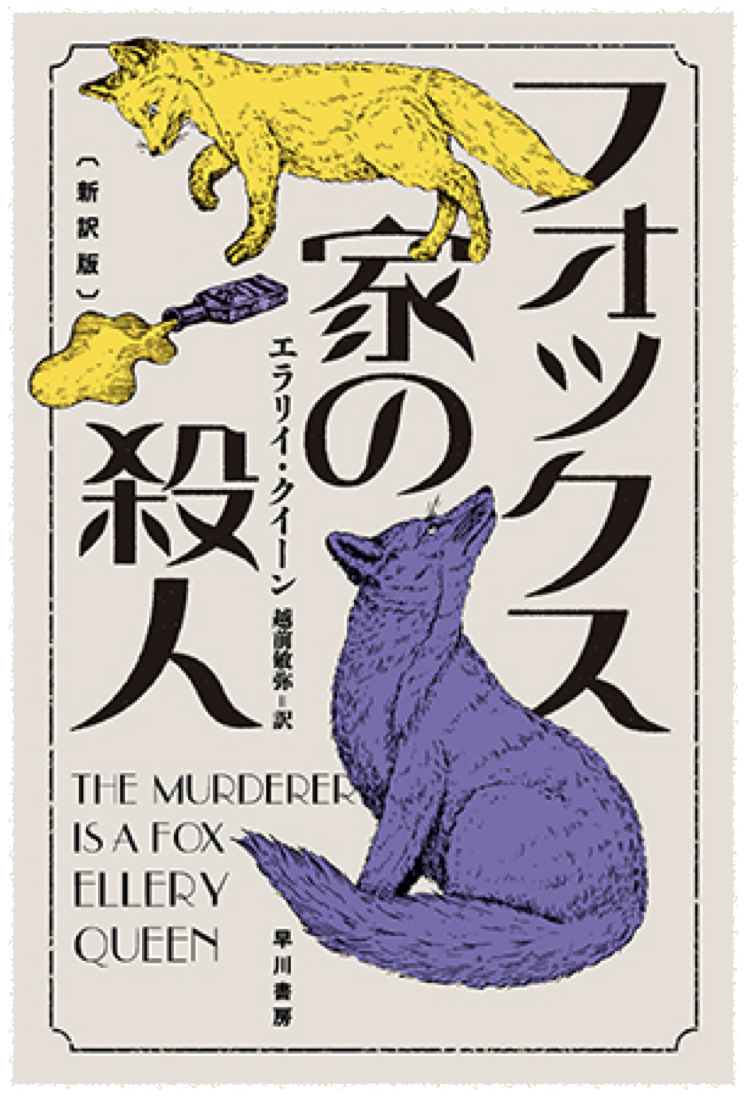 フォックス
家の
殺人
〔新訳版〕
エラリイ・クイーン
越前敏弥=訳
THE MURDERER
IS A FOX
ELLERY
QUEEN
早川書房